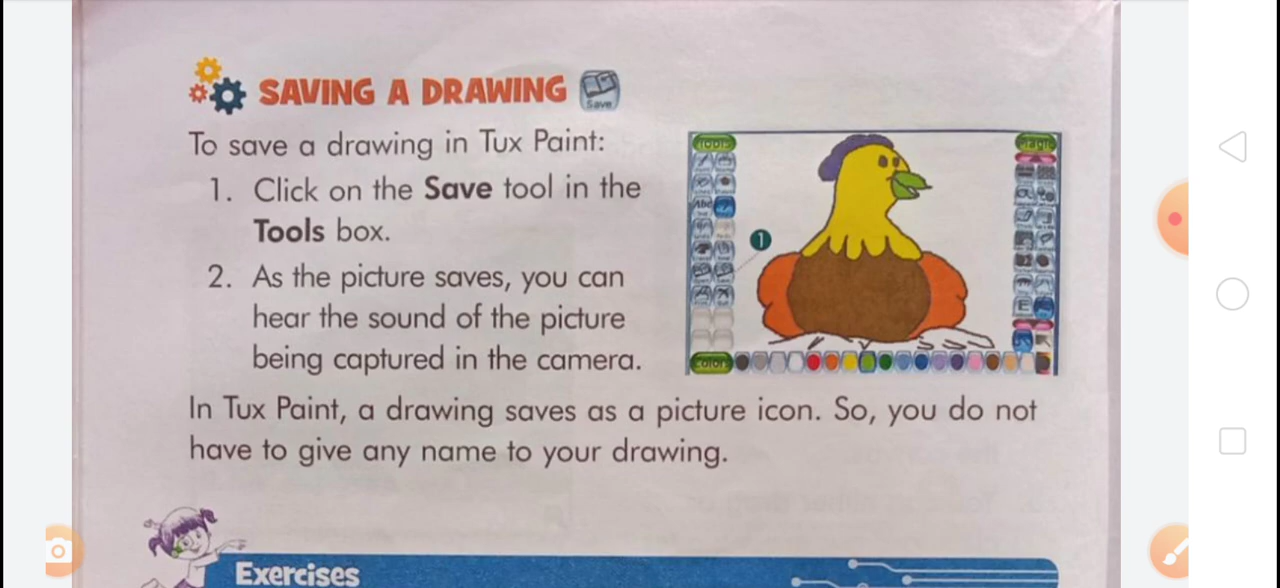 SAVING A DRAWING
Save
To save a drawing in Tux Paint:
1. Click on the Save tool in the
Tools box.
2. As the picture saves, you can
hear the sound of the picture
being captured in the camera.
Tools
Magic
Abc
1
Colors
In Tux Paint, a drawing saves as a picture icon. So, you do not
have to give any name to your drawing.
Exercises